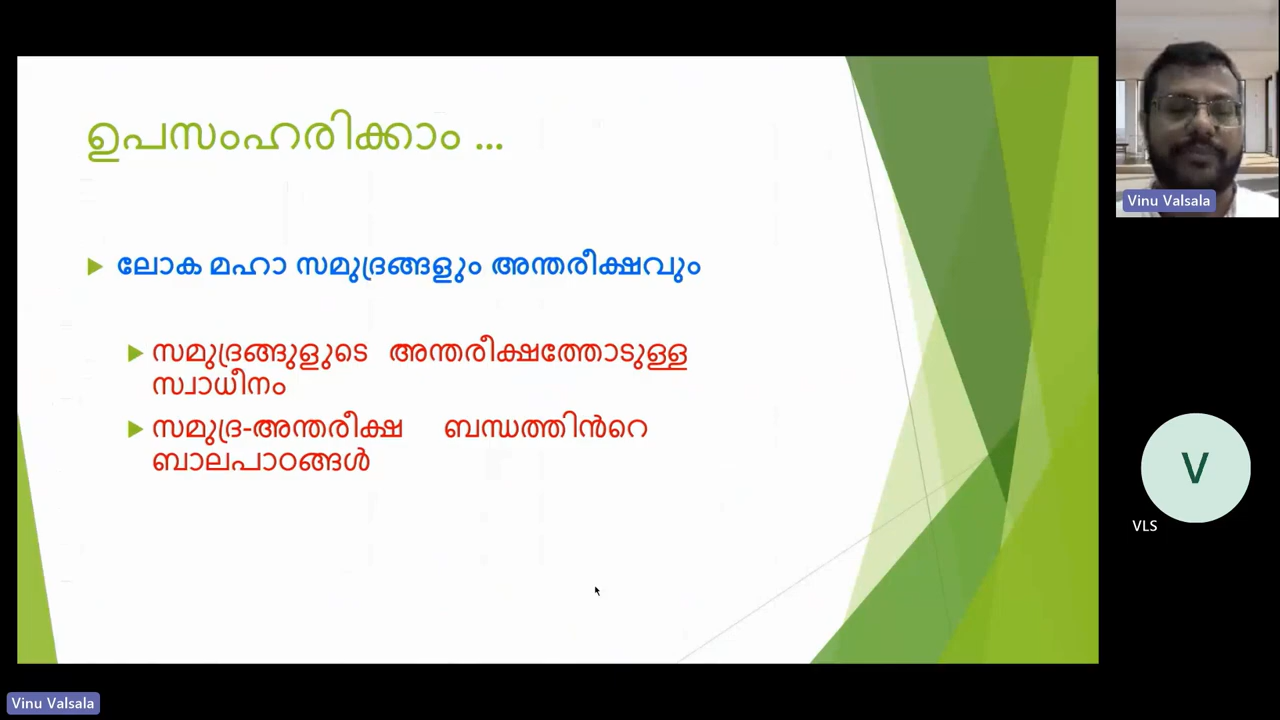 ഉപസംഹരിക്കാം ...
ലോക മഹാ സമുദ്രങ്ങളും അന്തരീക്ഷവും
സമുദ്രങ്ങുളുടെ അന്തരീക്ഷത്തോടുള്ള
സ്വാധീനം
സമുദ്ര-അന്തരീക്ഷ ബന്ധത്തിൻറെ
ബാലപാഠങ്ങൾ
Vinu Valsala
V
VLS
Vinu Valsala